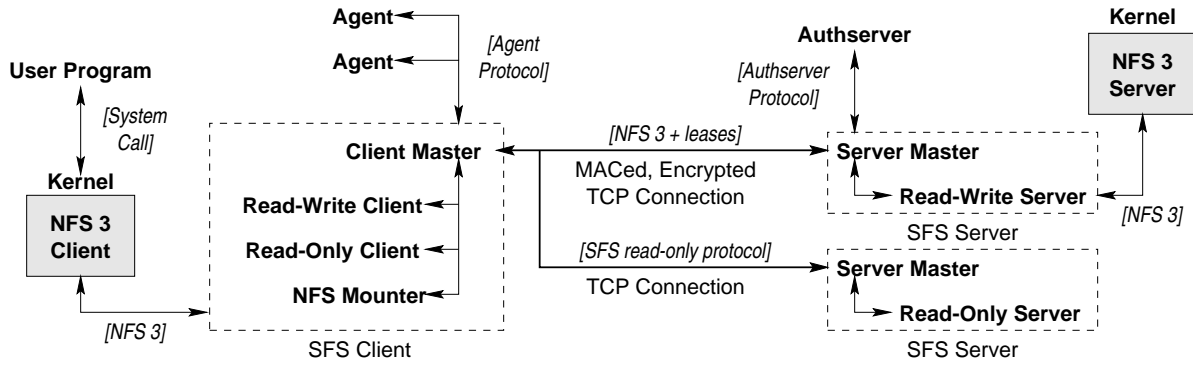 Agent
Agent
[Agent
Protocol]
User Program
[System
Call]
Kernel
NFS 3
Client
[NFS 3]
Client Master
Read-Write Client
Read-Only Client
NFS Mounter
SFS Client
[NFS 3 + leases]
MACed, Encrypted
TCP Connection
[SFS read-only protocol]
TCP Connection
Authserver
[Authserver
Protocol]
Kernel
NFS 3
Server
Server Master
Read-Write Server
[NFS 3]
SFS Server
Server Master
Read-Only Server
SFS Server